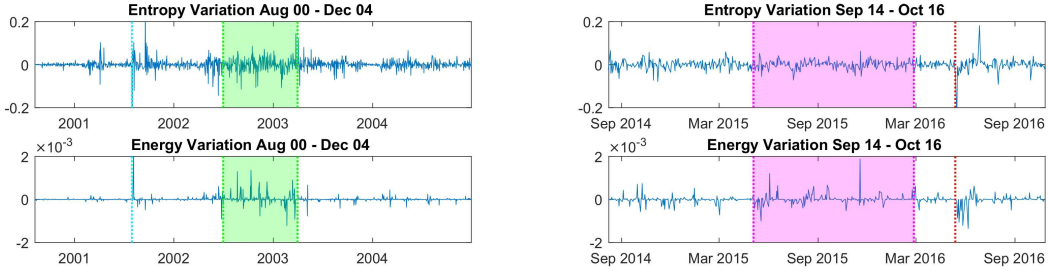 Entropy Variation Aug 00 - Dec 04
0.2
0
-0.2
2001 2002 2003 2004
Energy Variation Aug 00 - Dec 04
×10⁻³
2
0
-2
2001 2002 2003 2004
Entropy Variation Sep 14 - Oct 16
0.2
0
-0.2
Sep 2014 Mar 2015 Sep 2015 Mar 2016 Sep 2016
Energy Variation Sep 14 - Oct 16
×10⁻³
2
0
-2
Sep 2014 Mar 2015 Sep 2015 Mar 2016 Sep 2016